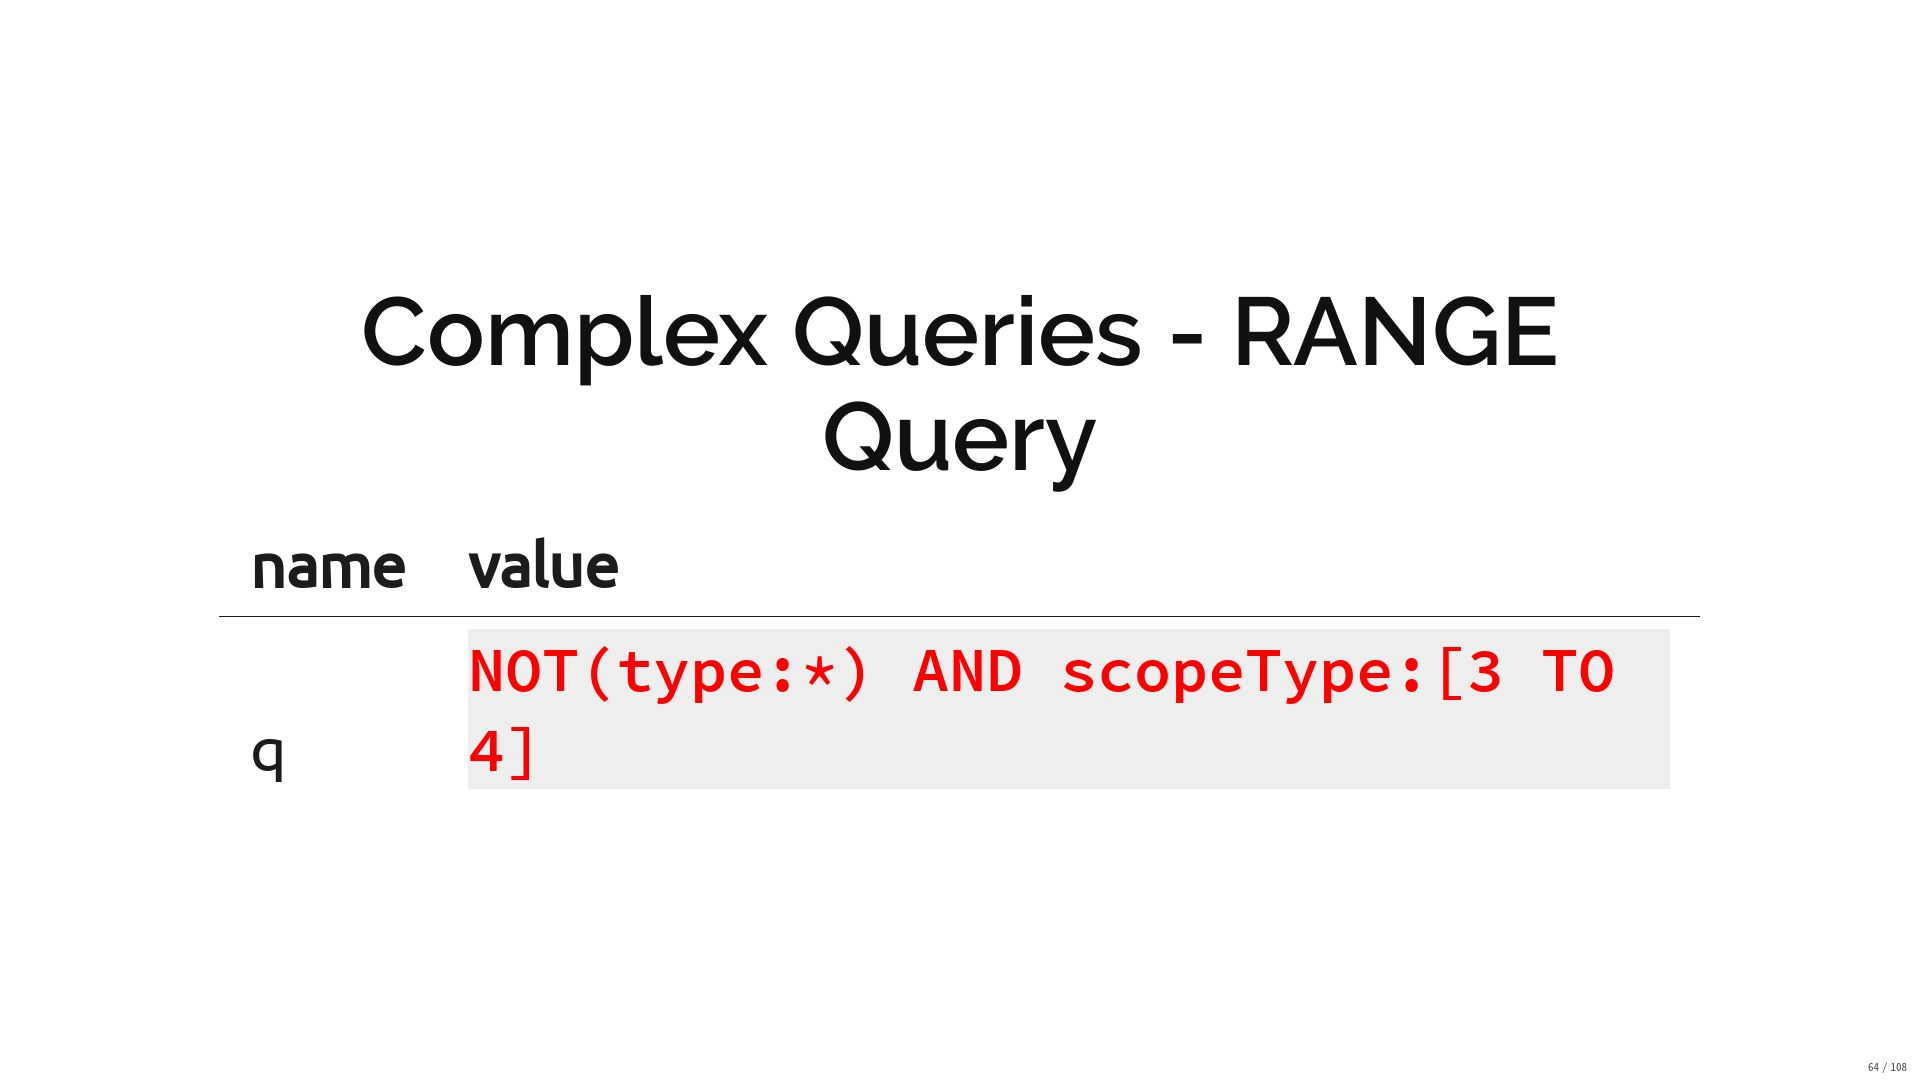 Complex Queries - RANGE
Query
name value
NOT(type:*) AND scopeType:[3 TO
q 4]
64 / 108